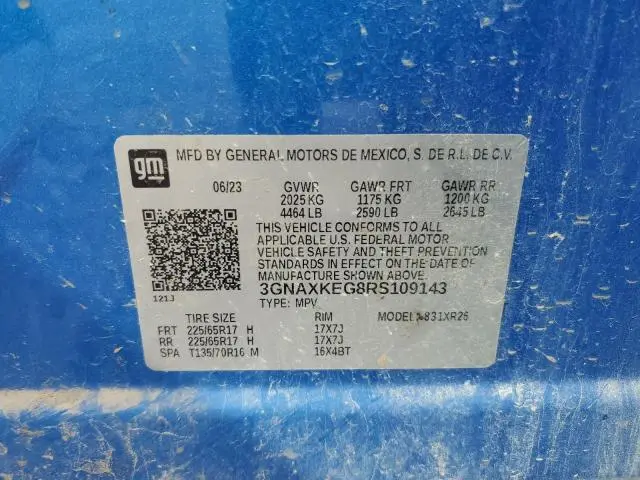 gm
MFD BY GENERAL MOTORS DE MEXICO, S. DE R.L. DE C.V.
06/23 GVWR GAWR FRT GAWR RR
2025 KG 1175 KG 1200 KG
4464 LB 2590 LB 2645 LB
THIS VEHICLE CONFORMS TO ALL
APPLICABLE U.S. FEDERAL MOTOR
VEHICLE SAFETY AND THEFT PREVENTION
STANDARDS IN EFFECT ON THE DATE OF
MANUFACTURE SHOWN ABOVE
3GNAXKEG8RS109143
121J TYPE: MPV
TIRE SIZE RIM MODEL:
FRT 225/65R17 H 17X7J
RR 225/65R17 H 17X7J
SPA T135/70R16 M 16X4BT